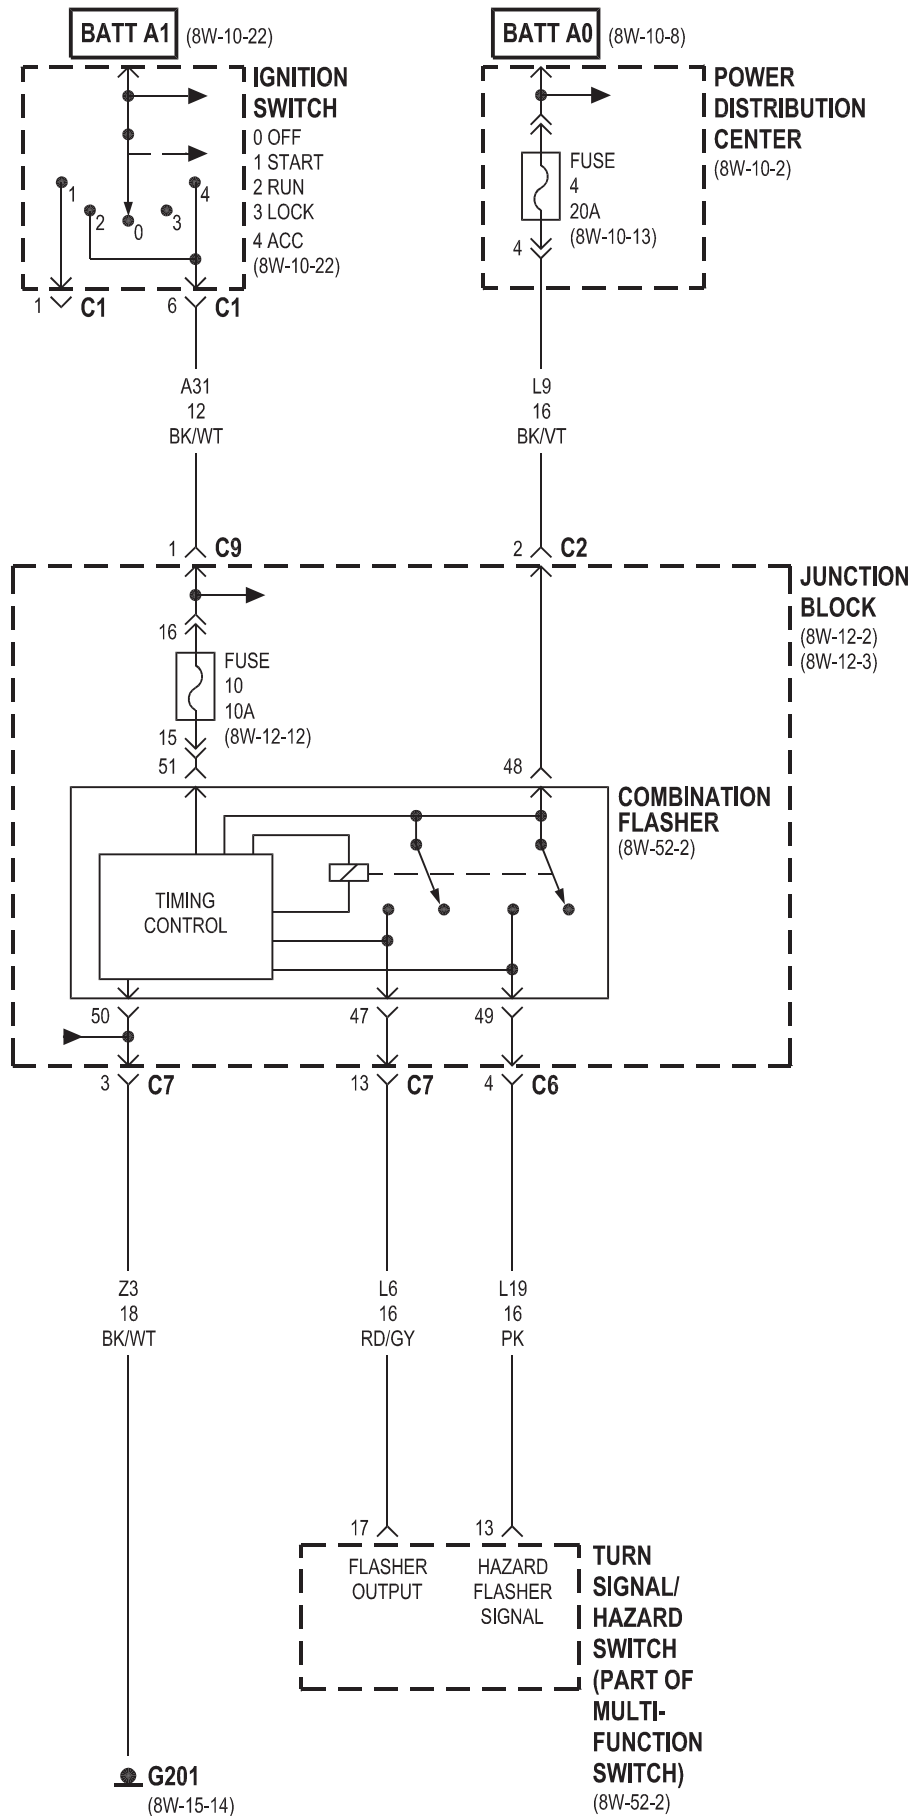 BATT A1 (8W-10-22)
BATT A0 (8W-10-8)
IGNITION
SWITCH
0 OFF
1 START
2 RUN
3 LOCK
4 ACC
(8W-10-22)
1
2
0
3
4
POWER
DISTRIBUTION
CENTER
(8W-10-2)
FUSE
4
20A
(8W-10-13)
4
1 C1
6 C1
A31
12
BK/WT
L9
16
BK/VT
1 C9
2 C2
JUNCTION
BLOCK
(8W-12-2)
(8W-12-3)
16
FUSE
10
10A
(8W-12-12)
15
51
48
COMBINATION
FLASHER
(8W-52-2)
TIMING
CONTROL
50
47
49
3 C7
13 C7
4 C6
Z3
18
BK/WT
L6
16
RD/GY
L19
16
PK
17
13
FLASHER
OUTPUT
HAZARD
FLASHER
SIGNAL
TURN
SIGNAL/
HAZARD
SWITCH
(PART OF
MULTI-
FUNCTION
SWITCH)
(8W-52-2)
G201
(8W-15-14)